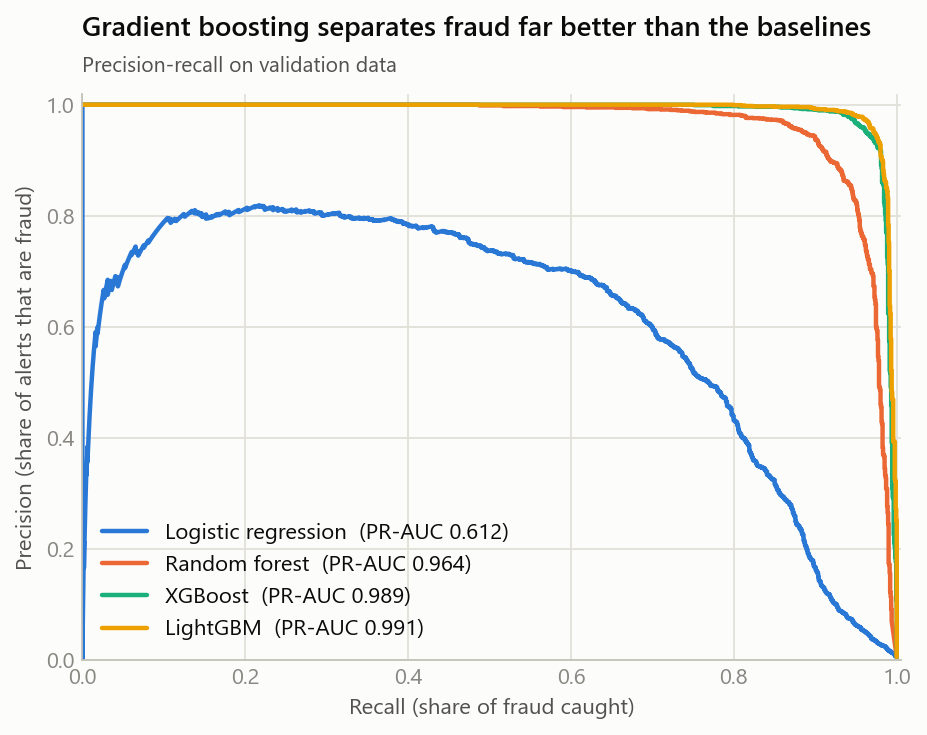 Gradient boosting separates fraud far better than the baselines
Precision-recall on validation data
Precision (share of alerts that are fraud)
1.0
0.8
0.6
0.4
0.2
0.0
Logistic regression (PR-AUC 0.612)
Random forest (PR-AUC 0.964)
XGBoost (PR-AUC 0.989)
LightGBM (PR-AUC 0.991)
0.0 0.2 0.4 0.6 0.8 1.0
Recall (share of fraud caught)